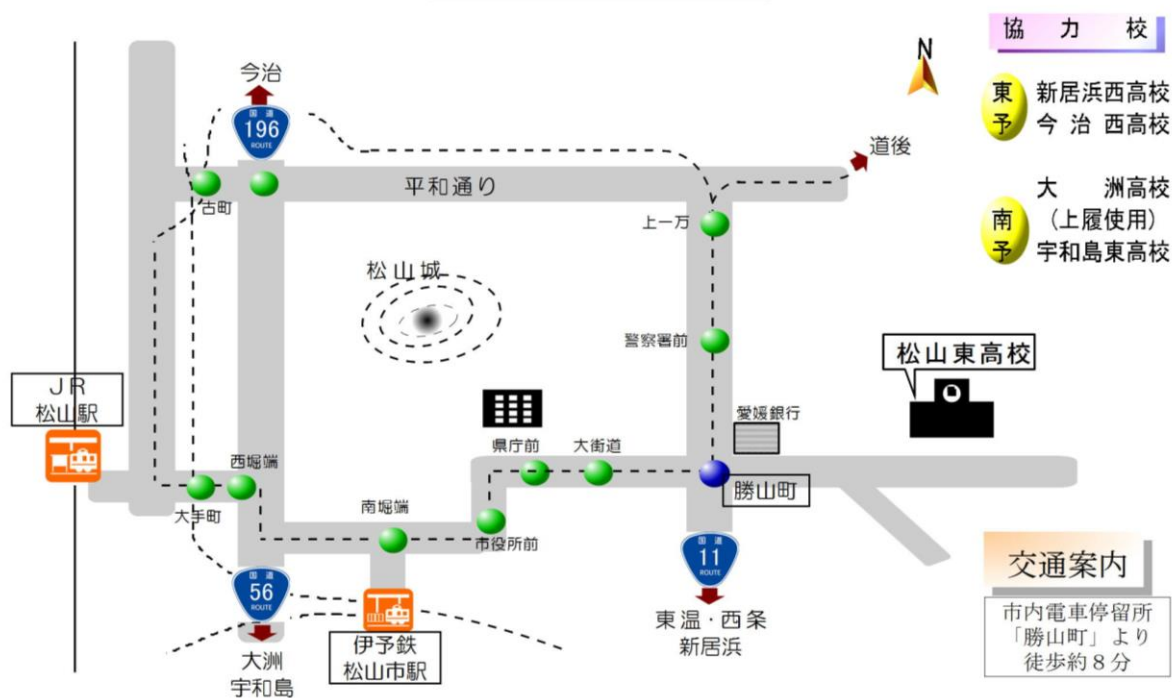 協 力 校
N
今治
国道
196
ROUTE
東予
新居浜西高校
今 治 西高校
道後
平和通り
古町
上一万
大 洲高校
南予
(上履使用)
宇和島東高校
松山城
警察署前
松山東高校
JR
松山駅
愛媛銀行
県庁前
大街道
西堀端
勝山町
大手町
南堀端
市役所前
国道
11
ROUTE
国道
56
ROUTE
交通案内
東温・西条
新居浜
市内電車停留所
「勝山町」より
徒歩約8分
伊予鉄
松山市駅
大洲
宇和島